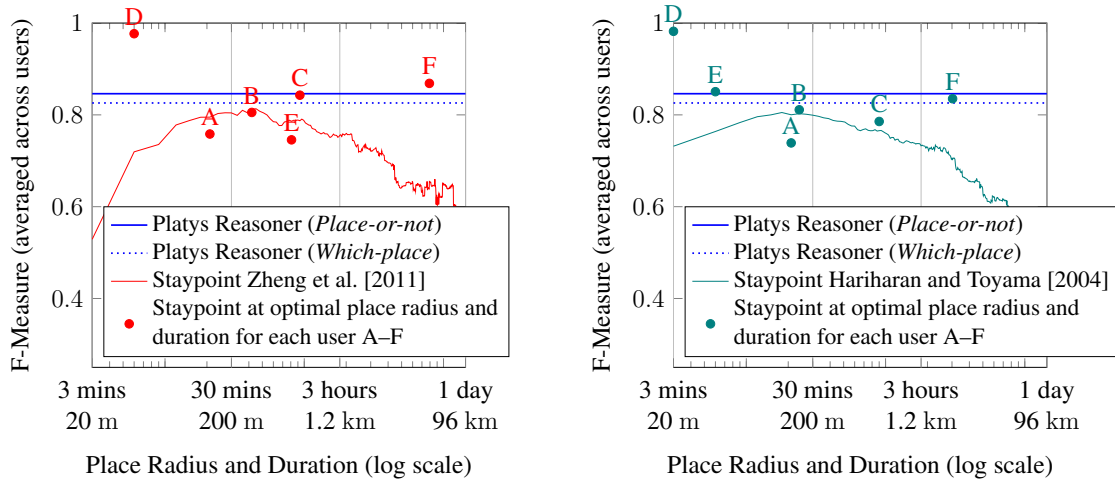 F-Measure (averaged across users)
1
0.8
0.6
0.4
D
A
B
C
E
F
Platys Reasoner (Place-or-not)
Platys Reasoner (Which-place)
Staypoint Zheng et al. [2011]
Staypoint at optimal place radius and
duration for each user A–F
3 mins 30 mins 3 hours 1 day
20 m 200 m 1.2 km 96 km
Place Radius and Duration (log scale)
F-Measure (averaged across users)
1
0.8
0.6
0.4
D
E
B
A
C
F
Platys Reasoner (Place-or-not)
Platys Reasoner (Which-place)
Staypoint Hariharan and Toyama [2004]
Staypoint at optimal place radius and
duration for each user A–F
3 mins 30 mins 3 hours 1 day
20 m 200 m 1.2 km 96 km
Place Radius and Duration (log scale)